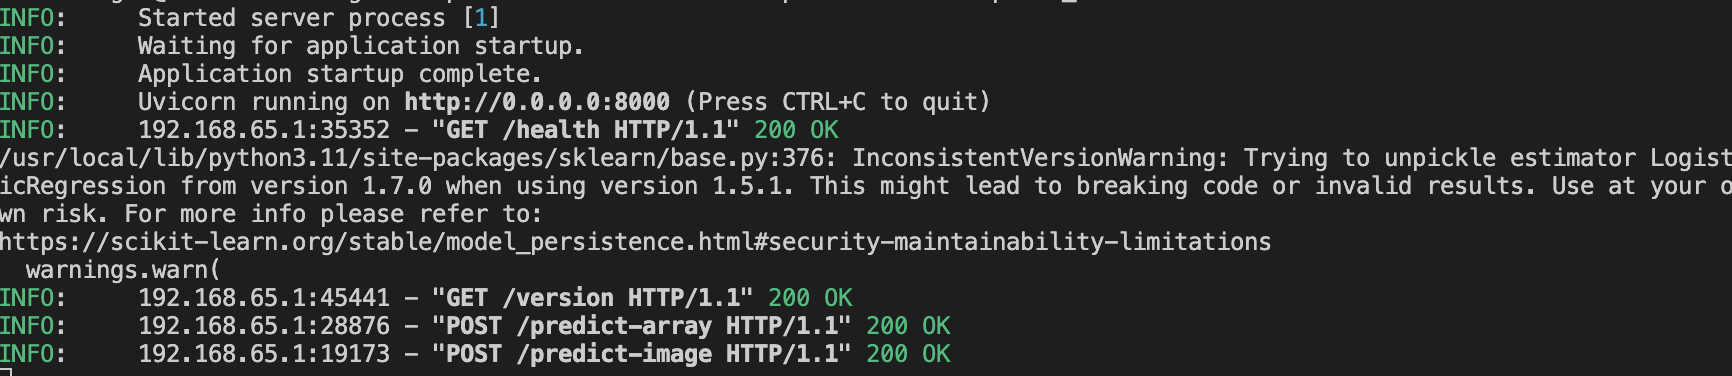 INFO:     Started server process [1]
INFO:     Waiting for application startup.
INFO:     Application startup complete.
INFO:     Uvicorn running on http://0.0.0.0:8000 (Press CTRL+C to quit)
INFO:     192.168.65.1:35352 - "GET /health HTTP/1.1" 200 OK
/usr/local/lib/python3.11/site-packages/sklearn/base.py:376: InconsistentVersionWarning: Trying to unpickle estimator Logist
icRegression from version 1.7.0 when using version 1.5.1. This might lead to breaking code or invalid results. Use at your o
wn risk. For more info please refer to:
https://scikit-learn.org/stable/model_persistence.html#security-maintainability-limitations
  warnings.warn(
INFO:     192.168.65.1:45441 - "GET /version HTTP/1.1" 200 OK
INFO:     192.168.65.1:28876 - "POST /predict-array HTTP/1.1" 200 OK
INFO:     192.168.65.1:19173 - "POST /predict-image HTTP/1.1" 200 OK